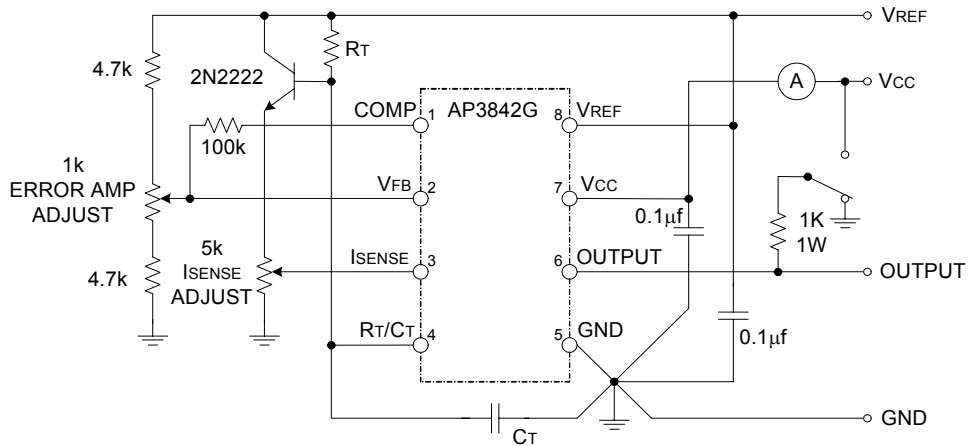 VREF
RT
4.7k
2N2222
A
VCC
COMP
1
AP3842G
8
VREF
100k
1k
ERROR AMP
ADJUST
VFB
2
7
VCC
0.1µf
1K
1W
5k
ISENSE
ADJUST
ISENSE
3
6
OUTPUT
OUTPUT
4.7k
RT/CT
4
5
GND
0.1µf
CT
GND